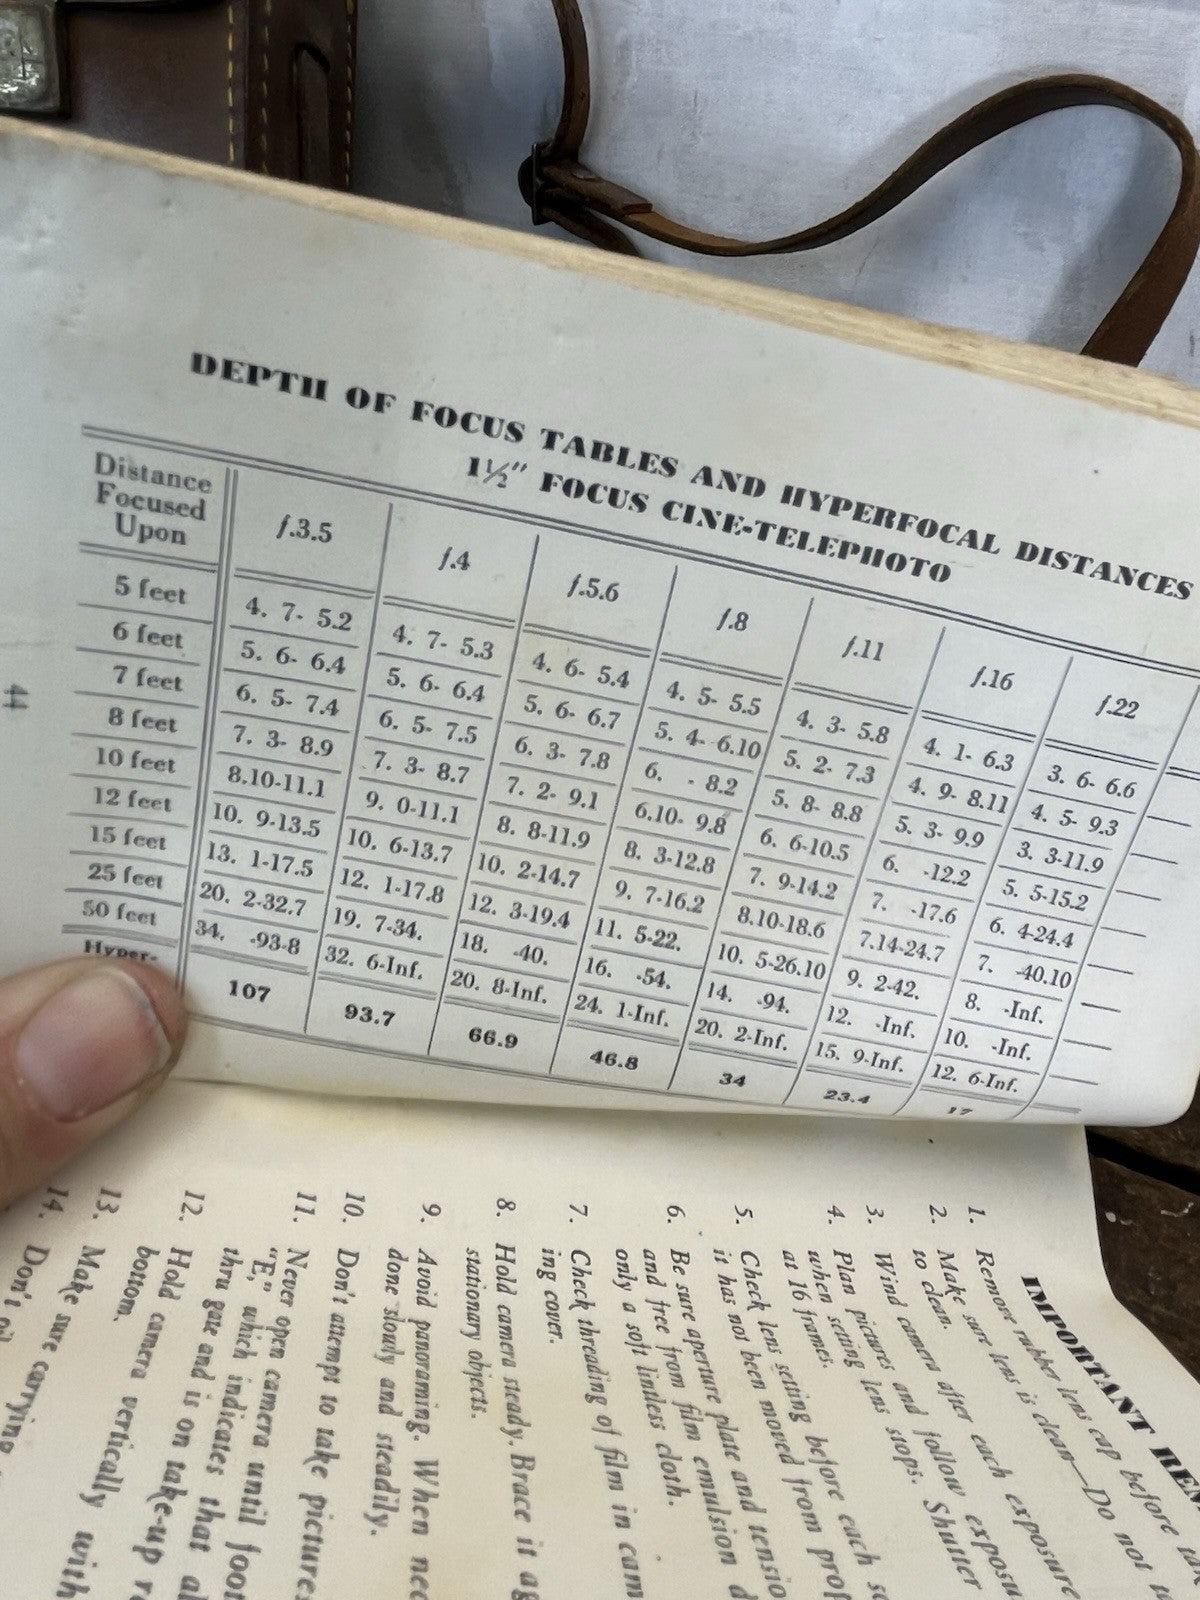 DEPTH OF FOCUS TABLES AND HYPERFOCAL DISTANCES
1½" FOCUS CINE-TELEPHOTO
Distance
Focused
Upon
f.3.5 f.4 f.5.6 f.8 f.11 f.16 f.22
5 feet 4. 7- 5.2 4. 7- 5.3 4. 6- 5.4 4. 5- 5.5 4. 3- 5.8 4. 1- 6.3 3. 6- 6.6
6 feet 5. 6- 6.4 5. 6- 6.4 5. 6- 6.7 5. 4- 6.10 5. 2- 7.3 4. 9- 8.11 4. 5- 9.3
7 feet 6. 5- 7.4 6. 5- 7.5 6. 3- 7.8 6. - 8.2 5. 8- 8.8 5. 3- 9.9 3. 3-11.9
8 feet 7. 3- 8.9 7. 3- 8.7 7. 2- 9.1 6.10- 9.8 6. 6-10.5 6. -12.2 5. 5-15.2
10 feet 8.10-11.1 9. 0-11.1 8. 8-11.9 8. 3-12.8 7. 9-14.2 7. -17.6 6. 4-24.4
12 feet 10. 9-13.5 10. 6-13.7 10. 2-14.7 9. 7-16.2 8.10-18.6 7.14-24.7 7. -40.10
15 feet 13. 1-17.5 12. 1-17.8 12. 3-19.4 11. 5-22. 10. 5-26.10 9. 2-42. 8. -Inf.
25 feet 20. 2-32.7 19. 7-34. 18. -40. 16. -54. 14. -94. 12. -Inf. 10. -Inf.
50 feet 34. -93-8 32. 6-Inf. 20. 8-Inf. 24. 1-Inf. 20. 2-Inf. 15. 9-Inf. 12. 6-Inf.
Hyper- 107 93.7 66.9 46.8 34 23.4 17
44
IMPORTANT
1. Remove rubber lens cap before
2. Make sure lens is clean—Do not
to clean.
3. Wind camera after each exposure
4. Plan pictures and follow
when setting lens stops. Shutter
at 16 frames.
5. Check lens setting before each
it has not been moved from
6. Be sure aperture plate and
and free from film emulsion
only a soft lintless cloth.
7. Check threading of film in
ing cover.
8. Hold camera steady. Brace it
stationary objects.
9. Avoid panoraming. When
done slowly and steadily.
10. Don't attempt to take pictures
11. Never open camera until
"E," which indicates that
thru gate and is on take-up
12. Hold camera vertically with
bottom.
13. Make sure carrying
14. Don't oil